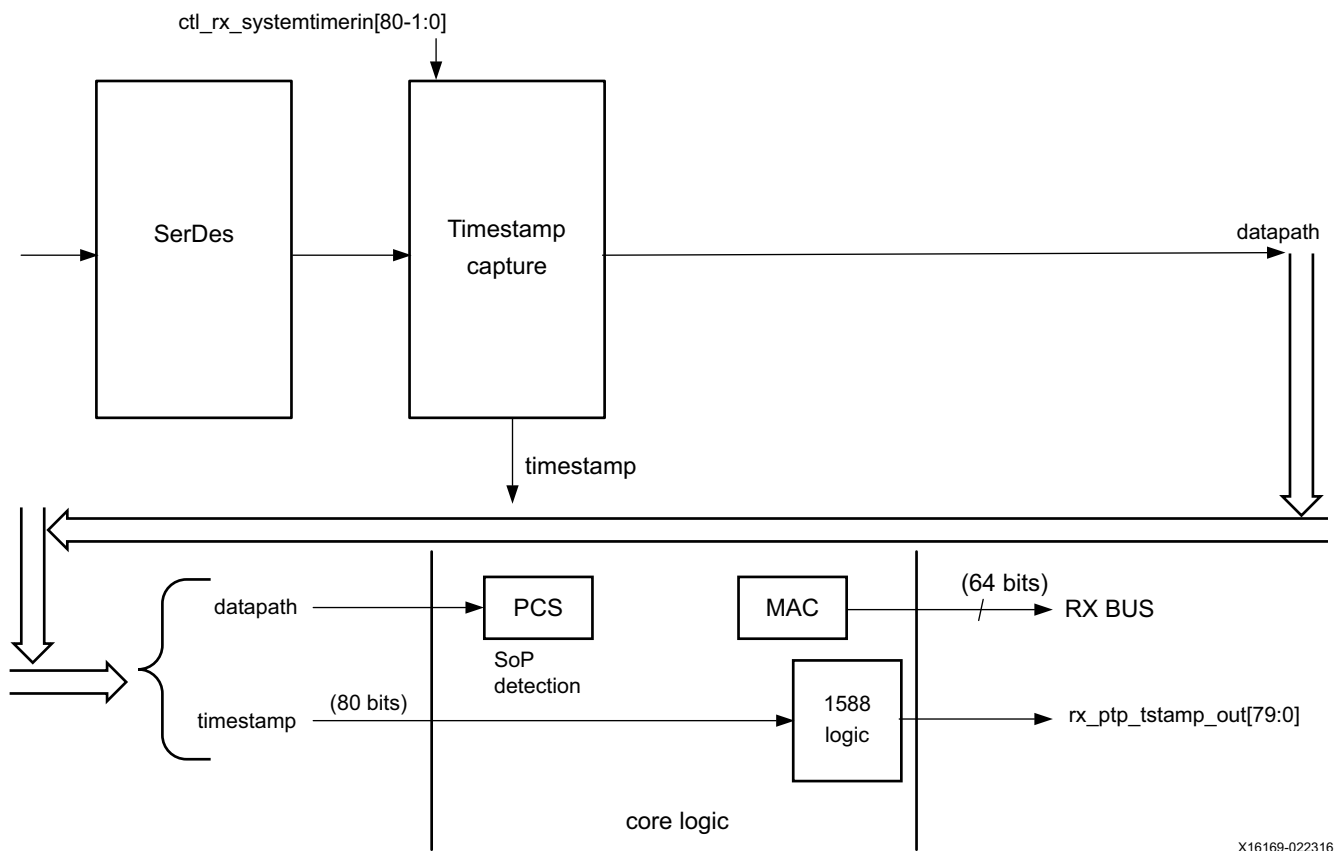 ctl_rx_systemtimerin[80-1:0]
SerDes
Timestamp
capture
datapath
timestamp
datapath
PCS
SoP
detection
MAC
(64 bits)
RX BUS
timestamp
(80 bits)
1588
logic
rx_ptp_tstamp_out[79:0]
core logic
X16169-022316